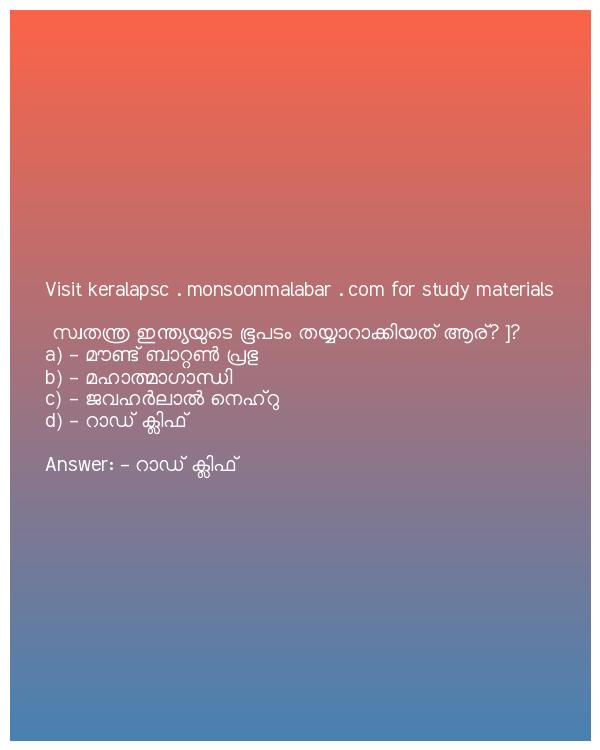 Visit keralapsc . monsoonmalabar . com for study materials
സ്വതന്ത്ര ഇന്ത്യയുടെ ഭൂപടം തയ്യാറാക്കിയത് ആര്? ]?
a) - മൗണ്ട് ബാറ്റൺ പ്രഭു
b) - മഹാത്മാഗാന്ധി
c) - ജവഹർലാൽ നെഹ്റു
d) - റാഡ് ക്ലിഫ്
Answer: - റാഡ് ക്ലിഫ്